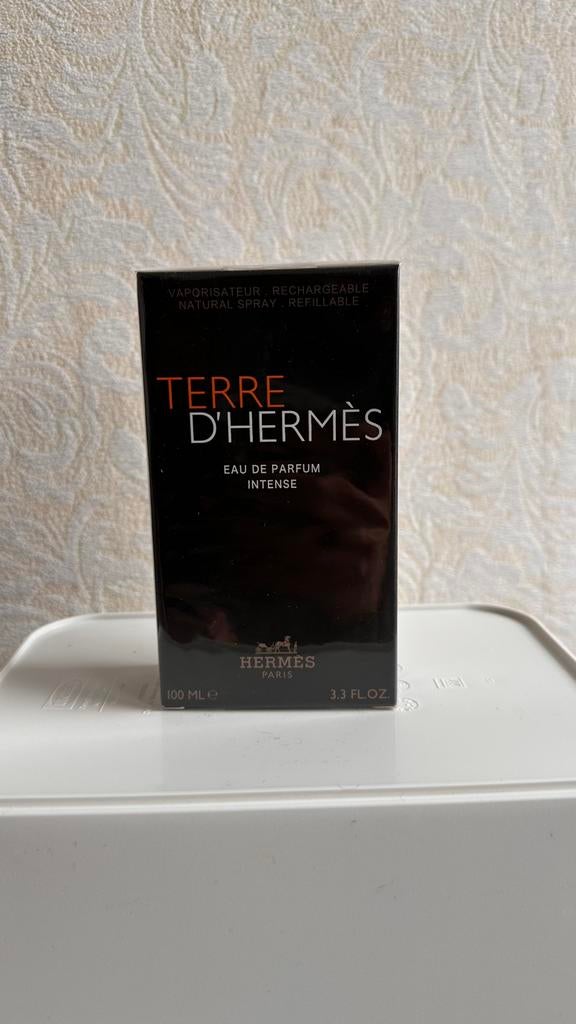 VAPORISATEUR . RECHARGEABLE
NATURAL SPRAY . REFILLABLE
TERRE
D'HERMÈS
EAU DE PARFUM
INTENSE
HERMÈS
PARIS
100 ML ℮ 3.3 FL.OZ.